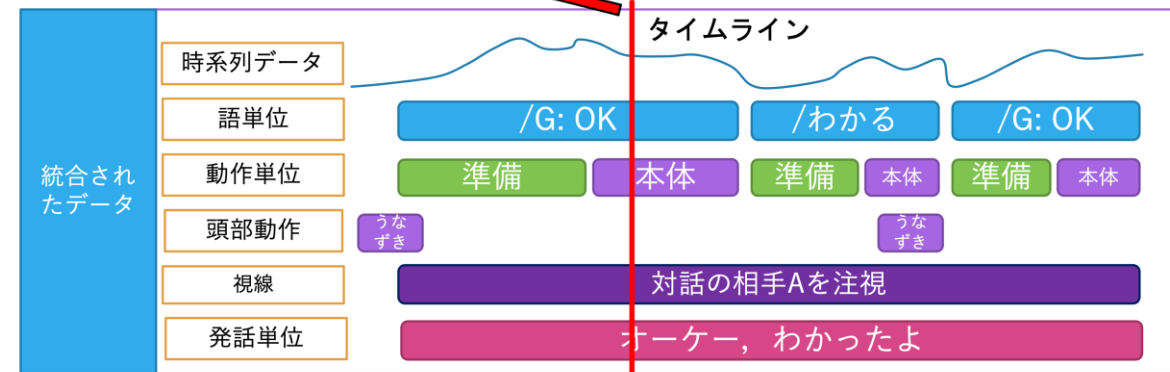 タイムライン
統合され
たデータ
時系列データ
語単位
/G: OK
/わかる
/G: OK
動作単位
準備
本体
準備
本体
準備
本体
頭部動作
うな
ずき
うな
ずき
視線
対話の相手Aを注視
発話単位
オーケー，わかったよ